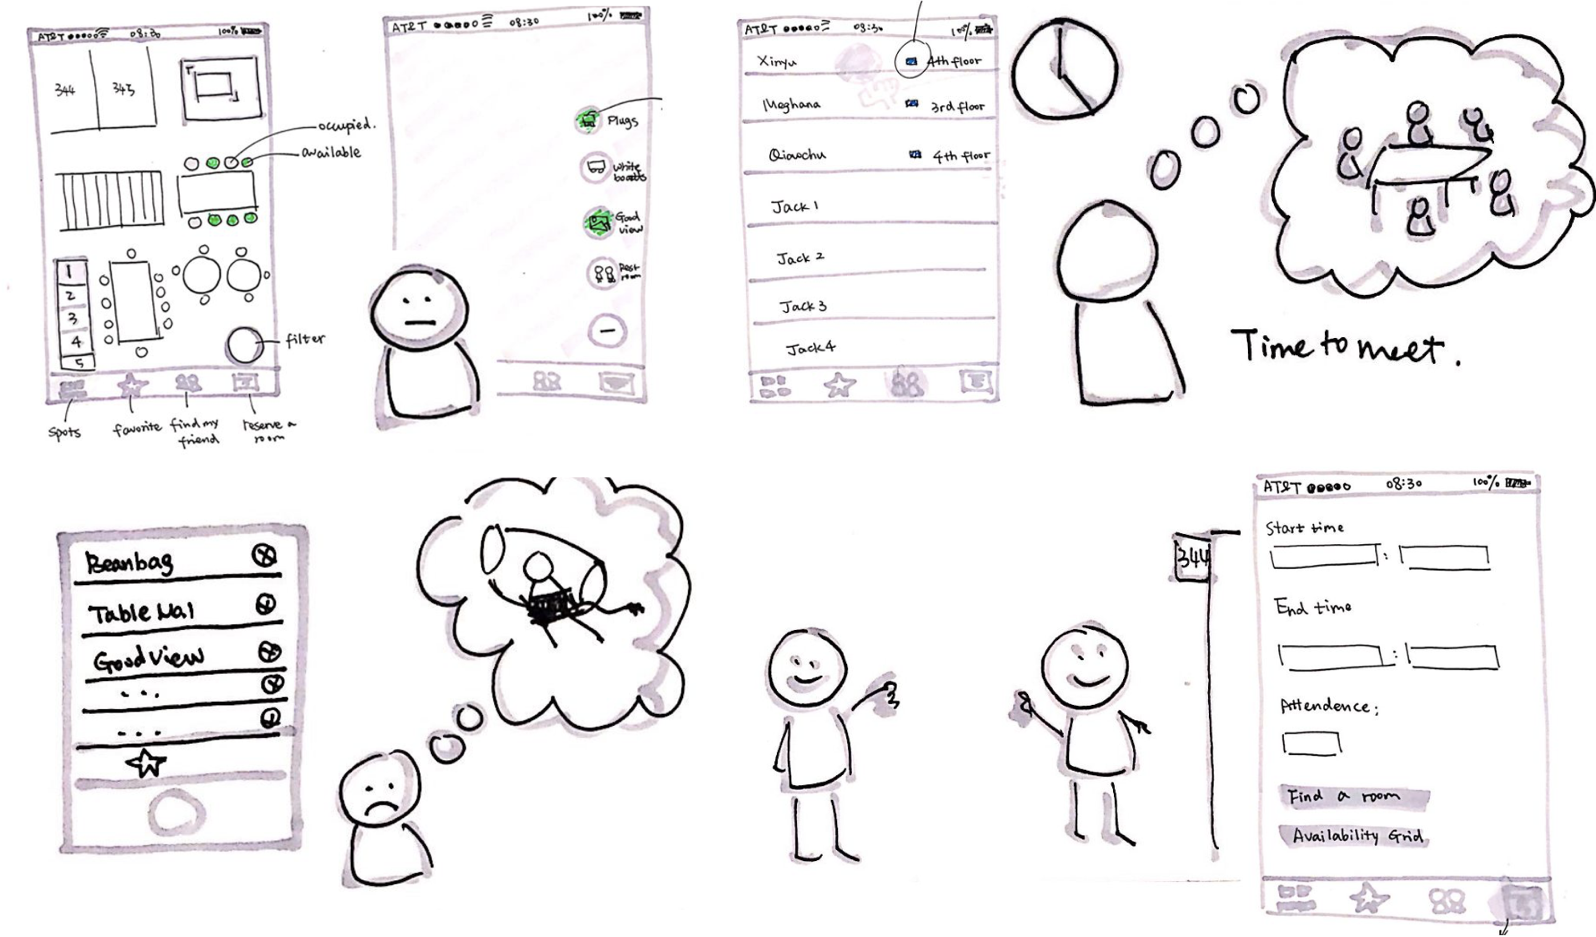 AT&T 08:30 100%
344 343
occupied.
available
1
2
3
4
5
filter
spots
favorite
find my
friend
reserve a
room
AT&T 08:30 100%
Plugs
white
boards
Good
view
Rest
room
AT&T 08:30 100%
Xinyu 4th floor
Meghana 3rd floor
Qiaochu 4th floor
Jack 1
Jack 2
Jack 3
Jack 4
Time to meet.
Beanbag
Table No1
Good View
...
...
344
AT&T 08:30 100%
Start time
:
End time
:
Attendence:
Find a room
Availability Grid